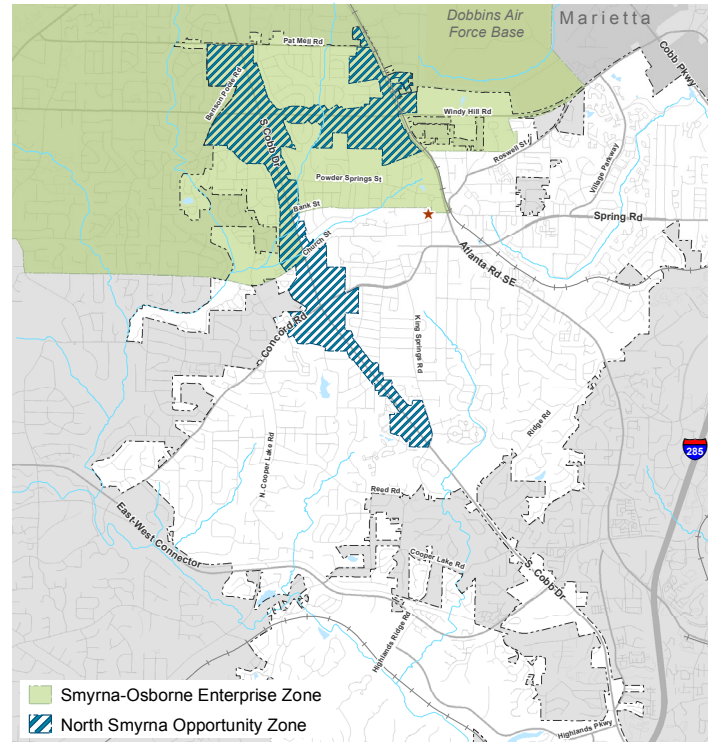 Dobbins Air
Force Base
Marietta
Pat Mell Rd
Cobb Pkwy
Benson Poole Rd
Windy Hill Rd
S Cobb Dr
Roswell St
Village Parkway
Powder Springs St
Bank St
Spring Rd
Church St
Atlanta Rd SE
Concord Rd
King Springs Rd
Ridge Rd
285
N. Cooper Lake Rd
Reed Rd
East-West Connector
Cooper Lake Rd
S. Cobb Dr
Highlands Ridge Rd
Smyrna-Osborne Enterprise Zone
North Smyrna Opportunity Zone
Highlands Pkwy